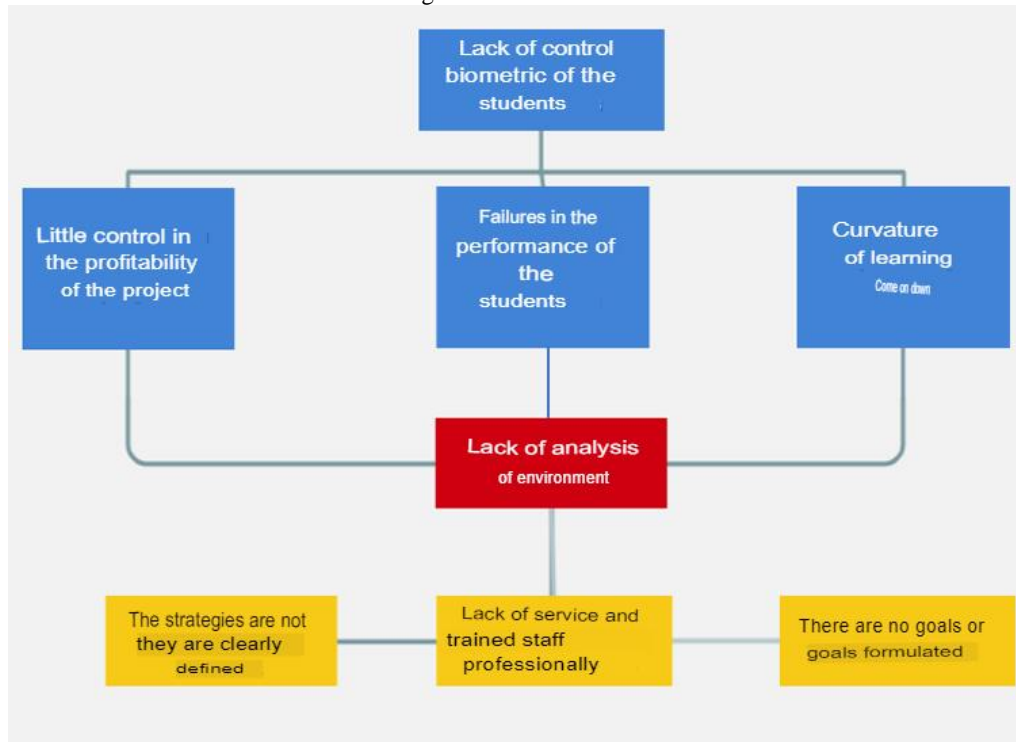 Lack of control
biometric of the
students
Little control in
the profitability
of the project
Failures in the
performance of
the
students
Curvature
of learning
Come on down
Lack of analysis
of environment
The strategies are not
they are clearly
defined
Lack of service and
trained staff
professionally
There are no goals or
goals formulated